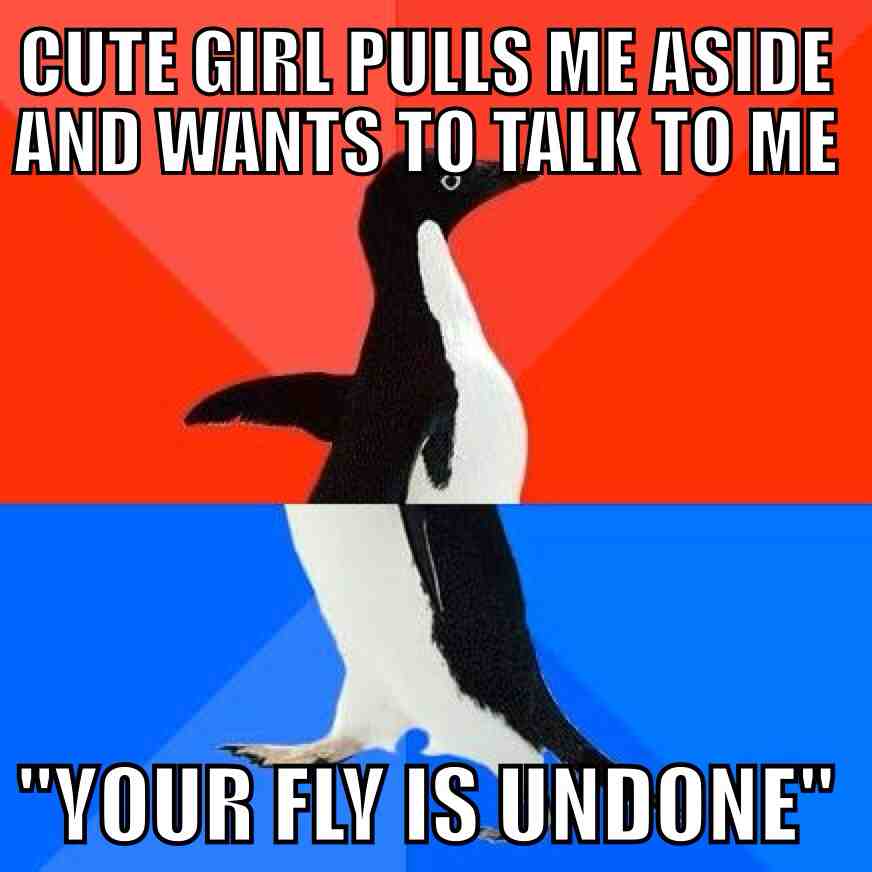 CUTE GIRL PULLS ME ASIDE
AND WANTS TO TALK TO ME
"YOUR FLY IS UNDONE"